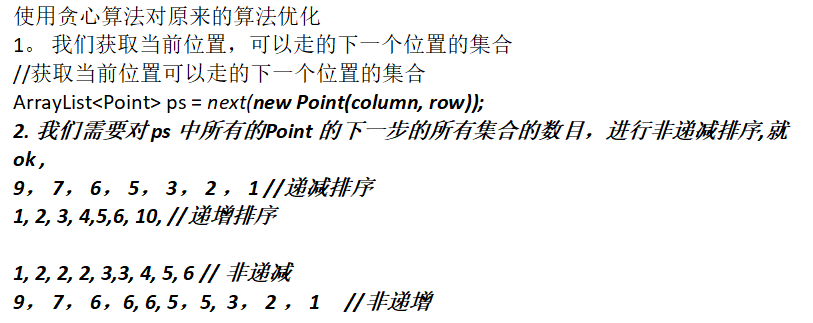 使用贪心算法对原来的算法优化
1。 我们获取当前位置，可以走的下一个位置的集合
//获取当前位置可以走的下一个位置的集合
ArrayList<Point> ps = next(new Point(column, row));
2. 我们需要对 ps 中所有的Point 的下一步的所有集合的数目，进行非递减排序,就
ok ,
9， 7， 6， 5， 3， 2 ， 1 //递减排序
1, 2, 3, 4,5,6, 10, //递增排序
1, 2, 2, 2, 3,3, 4, 5, 6 // 非递减
9， 7， 6，6, 6, 5，5, 3， 2 ， 1 //非递增